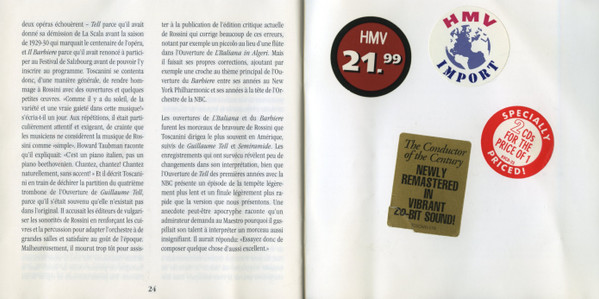 deux opéras échouèrent – Tell parce qu'il avait
donné sa démission de La Scala avant la saison
de 1929-30 qui marquait le centenaire de l'opéra,
et Il Barbiere parce qu'il avait renoncé à partici-
per au Festival de Salzbourg avant de pouvoir l'y
inscrire au programme. Toscanini se contenta
donc, d'une manière générale, de rendre hom-
mage à Rossini avec des ouvertures et quelques
petites œuvres. «Comme il y a du soleil, de la
variété et une vraie gaieté dans cette musique!»
s'écria-t-il un jour. Aux répétitions, il était parti-
culièrement attentif et exigeant, de crainte que
les musiciens ne considèrent la musique de Ros-
sini comme «simple». Howard Taubman raconte
qu'il expliquait: «C'est un piano italien, pas un
piano beethovénien. Chantez, chantez! Chantez
naturellement, sans accent! » Et il décrit Toscani-
ni en train de déchirer la partition du quatrième
trombone de l'Ouverture de Guillaume Tell,
parce qu'il s'était souvenu qu'elle n'existait pas
dans l'original. Il accusait les éditeurs de vulgari-
ser les sonorités de Rossini en renforçant les cui-
vres et la percussion pour adapter l'orchestre à de
grandes salles et satisfaire au goût de l'époque.
Malheureusement, il mourut trop tôt pour assis-
ter à la publication de l'édition critique actuelle
de Rossini qui corrige beaucoup de ces erreurs,
notant par exemple un piccolo au lieu d'une flûte
dans l'Ouverture de L'Italiana in Algeri. Mais
il faisait ses propres corrections, ajoutant par
exemple une croche au thème principal de l'Ou-
verture du Barbiere entre ses années au New
York Philharmonic et ses années à la tête de l'Or-
chestre de la NBC.
Les ouvertures de L'Italiana et du Barbiere
furent les morceaux de bravoure de Rossini que
Toscanini dirigea le plus souvent en Amérique,
suivis de Guillaume Tell et Semiramide. Les
enregistrements qui ont survécu révèlent peu de
changements dans son interprétation, bien que
l'Ouverture de Tell des premières années avec la
NBC présente un épisode de la tempête légère-
ment plus lent et un finale légèrement plus rapi-
de que la version que nous présentons. Une
anecdote peut-être apocryphe raconte qu'un
admirateur demanda au Maestro pourquoi il gas-
pillait son talent à interpréter un morceau aussi
insignifiant. Il aurait répondu: «Essayez donc de
composer quelque chose d'aussi excellent.»
24
HMV
21.99
HMV
IMPORT
SPECIALLY
2 CDs
FOR THE
PRICE OF 1
PRICED!
The Conductor
of the Century
NEWLY
REMASTERED
IN
VIBRANT
20-BIT SOUND!